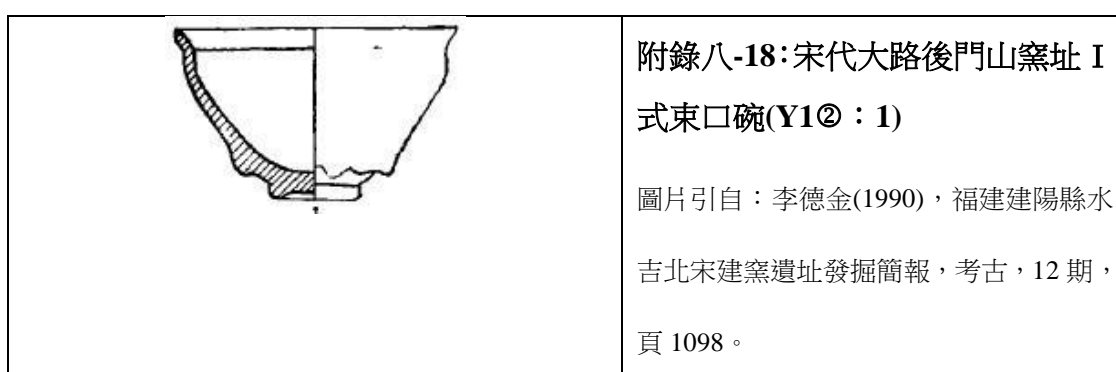 附錄八-18：宋代大路後門山窯址 I
式束口碗(Y1②：1)
圖片引自：李德金(1990)，福建建陽縣水
吉北宋建窯遺址發掘簡報，考古，12 期，
頁 1098。